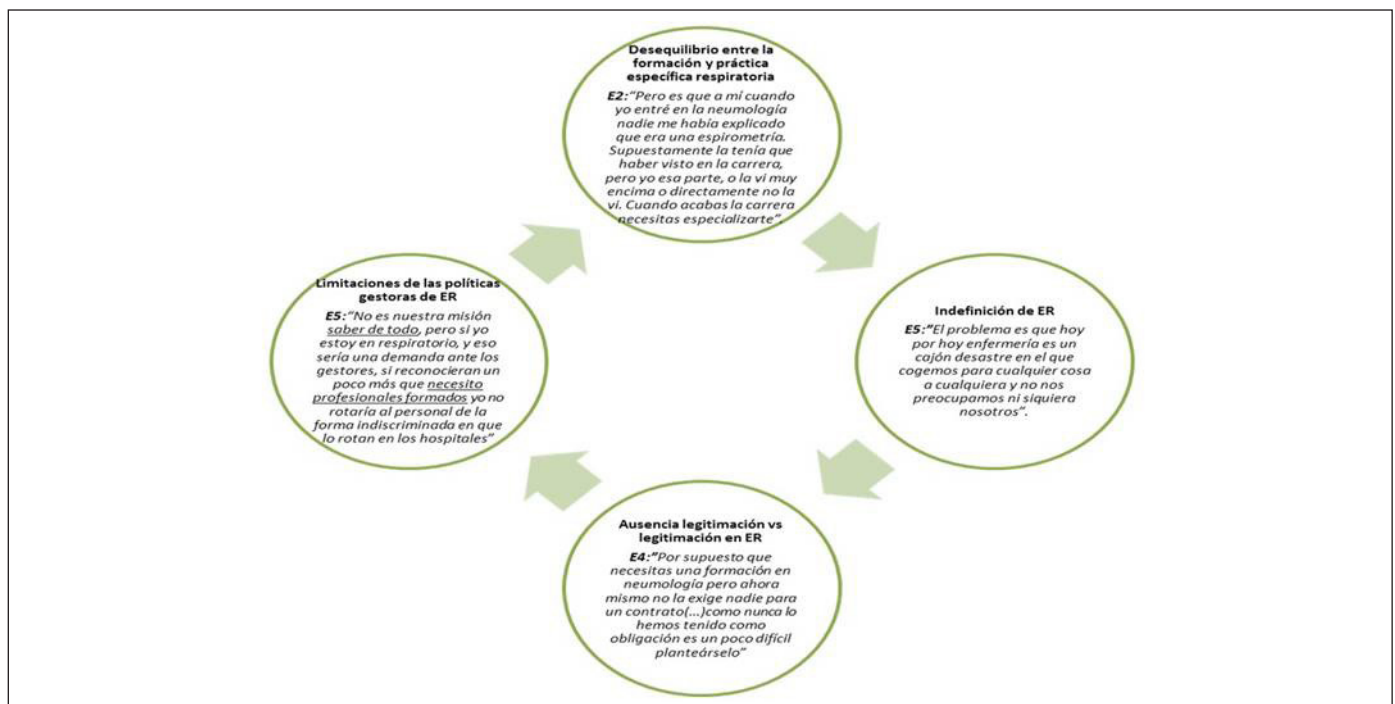 Desequilibrio entre la
formación y práctica
específica respiratoria
E2:"Pero es que a mí cuando
yo entré en la neumología
nadie me había explicado
que era una espirometría.
Supuestamente la tenía que
haber visto en la carrera,
pero yo esa parte, o la vi muy
encima o directamente no la
vi. Cuando acabas la carrera
necesitas especializarte".
Indefinición de ER
E5:"El problema es que hoy
por hoy enfermería es un
cajón desastre en el que
cogemos para cualquier cosa
a cualquiera y no nos
preocupamos ni siquiera
nosotros".
Ausencia legitimación vs
legitimación en ER
E4:"Por supuesto que
necesitas una formación en
neumología pero ahora
mismo no la exige nadie para
un contrato(...)como nunca lo
hemos tenido como
obligación es un poco difícil
planteárselo"
Limitaciones de las políticas
gestoras de ER
E5:"No es nuestra misión
saber de todo, pero si yo
estoy en respiratorio, y eso
sería una demanda ante los
gestores, si reconocieran un
poco más que necesito
profesionales formados yo no
rotaría al personal de la
forma indiscriminada en que
lo rotan en los hospitales"